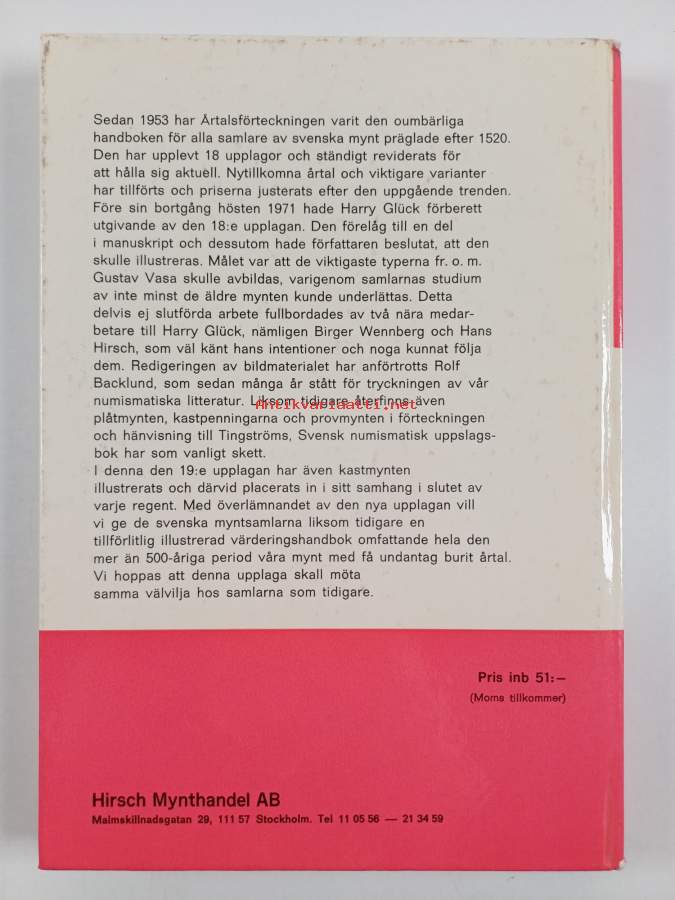 Sedan 1953 har Årtalsförteckningen varit den oumbärliga
handboken för alla samlare av svenska mynt präglade efter 1520.
Den har upplevt 18 upplagor och ständigt reviderats för
att hålla sig aktuell. Nytillkomna årtal och viktigare varianter
har tillförts och priserna justerats efter den uppgående trenden.
Före sin bortgång hösten 1971 hade Harry Glück förberett
utgivande av den 18:e upplagan. Den förelåg till en del
i manuskript och dessutom hade författaren beslutat, att den
skulle illustreras. Målet var att de viktigaste typerna fr. o. m.
Gustav Vasa skulle avbildas, varigenom samlarnas studium
av inte minst de äldre mynten kunde underlättas. Detta
delvis ej slutförda arbete fullbordades av två nära medar-
betare till Harry Glück, nämligen Birger Wennberg och Hans
Hirsch, som väl känt hans intentioner och noga kunnat följa
dem. Redigeringen av bildmaterialet har anförtrotts Rolf
Backlund, som sedan många år stått för tryckningen av vår
numismatiska litteratur. Liksom tidigare återfinns även
Antikvariaatti.net
plåtmynten, kastpenningarna och provmynten i förteckningen
och hänvisning till Tingströms, Svensk numismatisk uppslags-
bok har som vanligt skett.
I denna den 19:e upplagan har även kastmynten
illustrerats och därvid placerats in i sitt samhang i slutet av
varje regent. Med överlämnandet av den nya upplagan vill
vi ge de svenska myntsamlarna liksom tidigare en
tillförlitlig illustrerad värderingshandbok omfattande hela den
mer än 500-åriga period våra mynt med få undantag burit årtal.
Vi hoppas att denna upplaga skall möta
samma välvilja hos samlarna som tidigare.
Pris inb 51:—
(Moms tillkommer)
Hirsch Mynthandel AB
Malmskillnadsgatan 29, 111 57 Stockholm. Tel 11 05 56 — 21 34 59